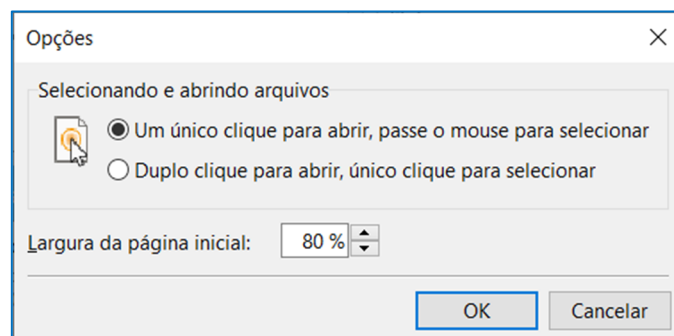 Opções
Selecionando e abrindo arquivos
Um único clique para abrir, passe o mouse para selecionar
Duplo clique para abrir, único clique para selecionar
Largura da página inicial: 80 %
OK Cancelar